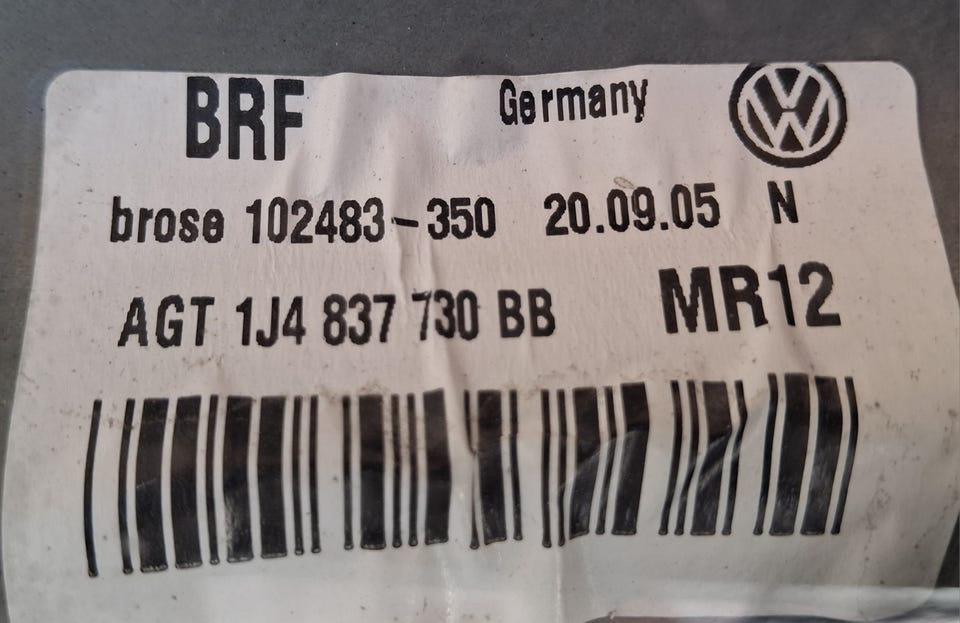 BRF Germany
brose 102483-350 20.09.05 N
AGT 1J4 837 730 BB MR12